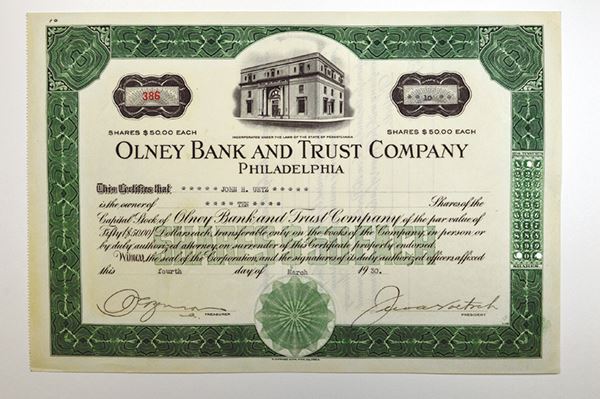 10
386
** 10 **
SHARES $50.00 EACH
SHARES $50.00 EACH
INCORPORATED UNDER THE LAWS OF THE STATE OF PENNSYLVANIA
OLNEY BANK AND TRUST COMPANY
PHILADELPHIA
This Certifies that ***** JOHN H. UETZ *****
is the owner of **** TEN **** Shares of the
Capital Stock of Olney Bank and Trust Company of the par value of
Fifty ($50.00) Dollars each, transferable only on the books of the Company, in person or
by duly authorized attorney, on surrender of this Certificate properly endorsed.
Witness, the seal of the Corporation and the signatures of its duly authorized officers affixed
this fourth day of March 1930.
TREASURER
PRESIDENT
SHARES